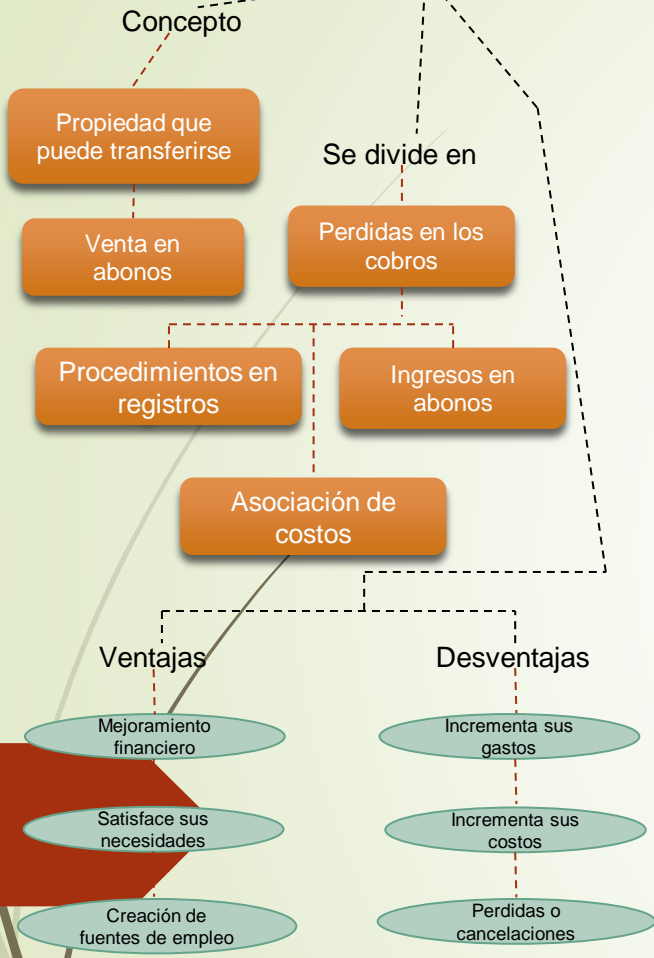 Concepto
Propiedad que
puede transferirse
Venta en
abonos
Se divide en
Perdidas en los
cobros
Procedimientos en
registros
Ingresos en
abonos
Asociación de
costos
Ventajas
Mejoramiento
financiero
Satisface sus
necesidades
Creación de
fuentes de empleo
Desventajas
Incrementa sus
gastos
Incrementa sus
costos
Perdidas o
cancelaciones